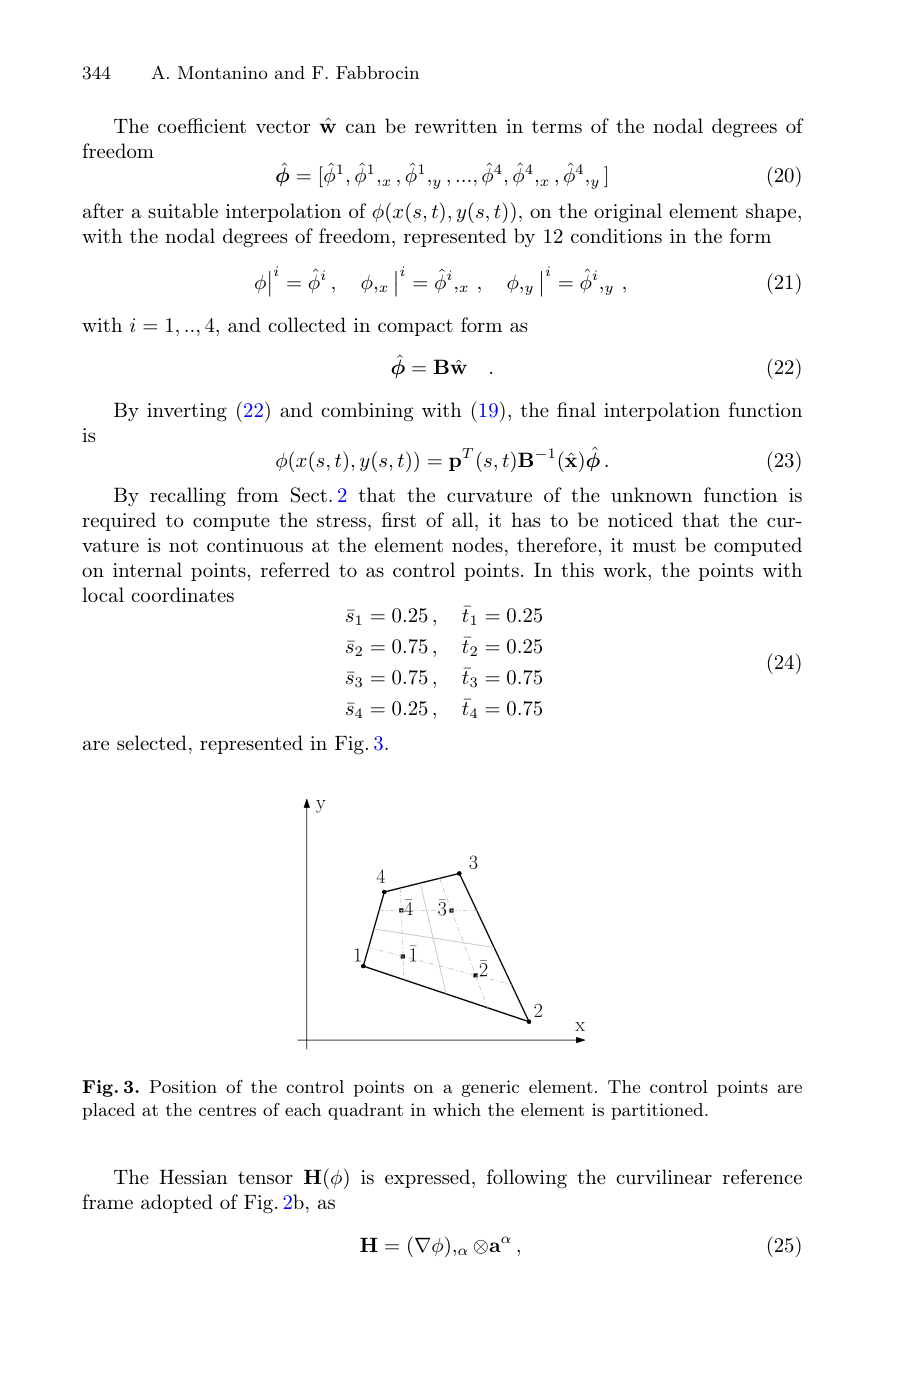 344 A. Montanino and F. Fabbrocin
The coefficient vector ŵ can be rewritten in terms of the nodal degrees of
freedom
ϕ̂ = [ϕ̂¹, ϕ̂¹,ₓ , ϕ̂¹,y , ..., ϕ̂⁴, ϕ̂⁴,ₓ , ϕ̂⁴,y ] (20)
after a suitable interpolation of ϕ(x(s, t), y(s, t)), on the original element shape,
with the nodal degrees of freedom, represented by 12 conditions in the form
ϕ|ⁱ = ϕ̂ⁱ , ϕ,ₓ |ⁱ = ϕ̂ⁱ,ₓ , ϕ,y |ⁱ = ϕ̂ⁱ,y , (21)
with i = 1, .., 4, and collected in compact form as
ϕ̂ = Bŵ . (22)
By inverting (22) and combining with (19), the final interpolation function
is
ϕ(x(s, t), y(s, t)) = pᵀ(s, t)B⁻¹(x̂)ϕ̂ . (23)
By recalling from Sect. 2 that the curvature of the unknown function is
required to compute the stress, first of all, it has to be noticed that the cur-
vature is not continuous at the element nodes, therefore, it must be computed
on internal points, referred to as control points. In this work, the points with
local coordinates
s̄₁ = 0.25 , t̄₁ = 0.25
s̄₂ = 0.75 , t̄₂ = 0.25
s̄₃ = 0.75 , t̄₃ = 0.75
s̄₄ = 0.25 , t̄₄ = 0.75
(24)
are selected, represented in Fig. 3.
y
3
4
4̄ 3̄
1 1̄
2̄
2
x
Fig. 3. Position of the control points on a generic element. The control points are
placed at the centres of each quadrant in which the element is partitioned.
The Hessian tensor H(ϕ) is expressed, following the curvilinear reference
frame adopted of Fig. 2b, as
H = (∇ϕ),α ⊗aᵅ , (25)